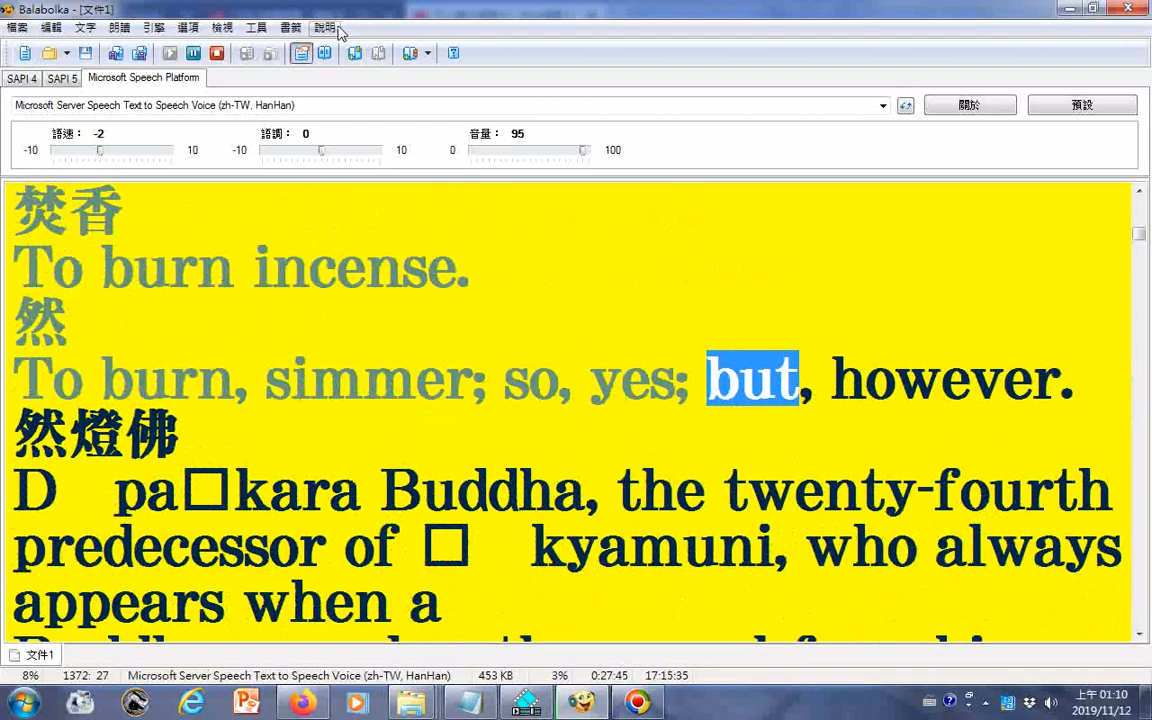 Balabolka - [文件1]
檔案 編輯 文字 朗讀 引擎 選項 檢視 工具 書籤 說明
SAPI 4 SAPI 5 Microsoft Speech Platform
Microsoft Server Speech Text to Speech Voice (zh-TW, HanHan) 關於 預設
語速： -2 語調： 0 音量： 95
-10 10 -10 10 0 100
焚香
To burn incense.
然
To burn, simmer; so, yes; but, however.
然燈佛
D pa□kara Buddha, the twenty-fourth
predecessor of □ kyamuni, who always
appears when a
文件1
8% 1372: 27 Microsoft Server Speech Text to Speech Voice (zh-TW, HanHan) 453 KB 3% 0:27:45 17:15:35
上午 01:10
2019/11/12